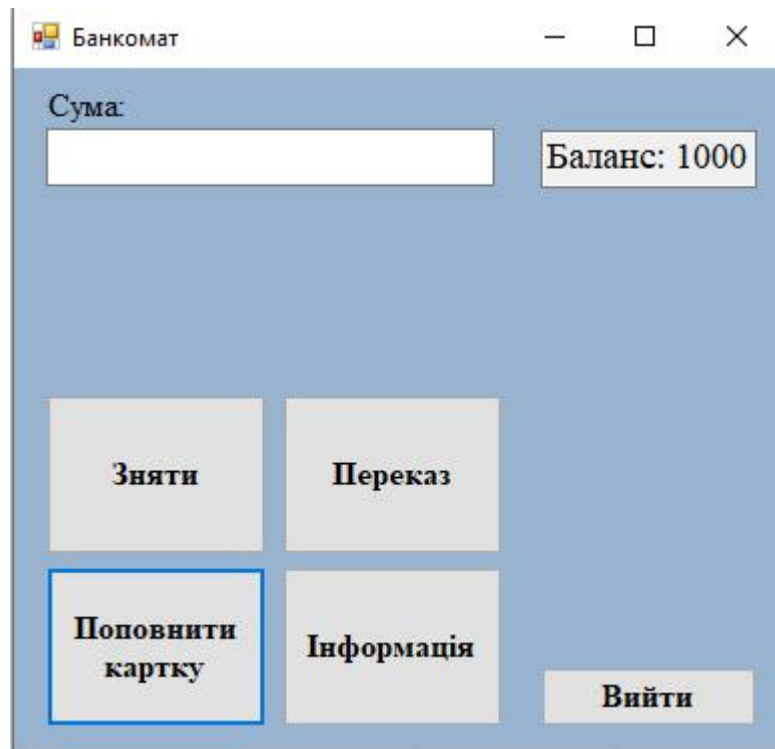 Банкомат
Сума:
Баланс: 1000
Зняти
Переказ
Поповнити
картку
Інформація
Вийти